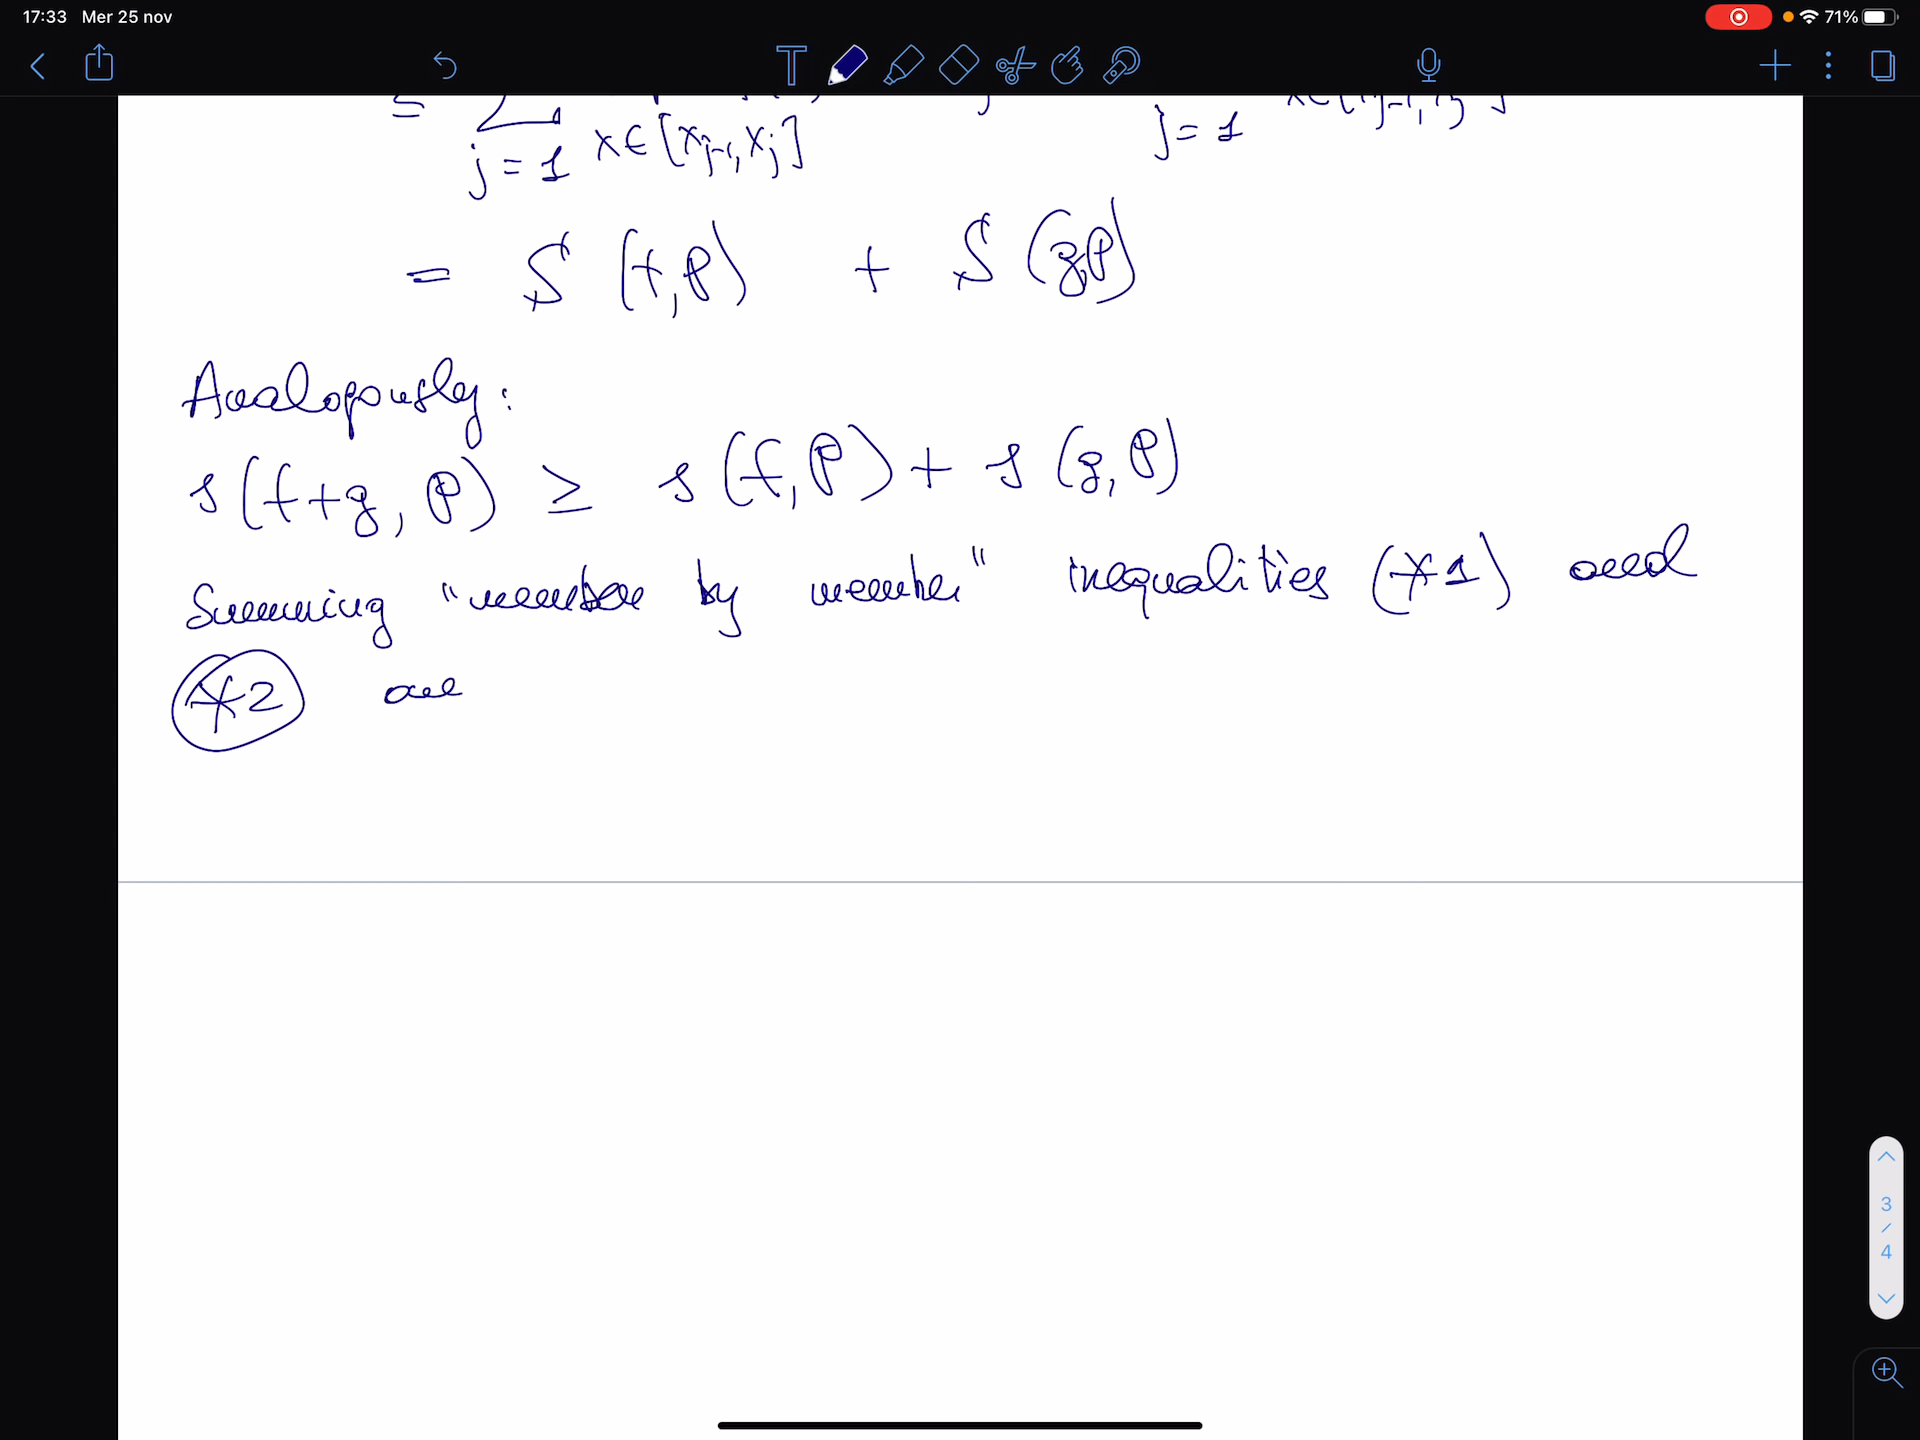 17:33 Mer 25 nov 71%
= ∑ j = 1 x∈[xj-1, xj] j = 1
= S (f, P) + S (g, P)
Analogously:
s(f+g, P) ≥ s(f, P) + s(g, P)
Summing "member by member" inequalities (*1) and
*2
3
/
4